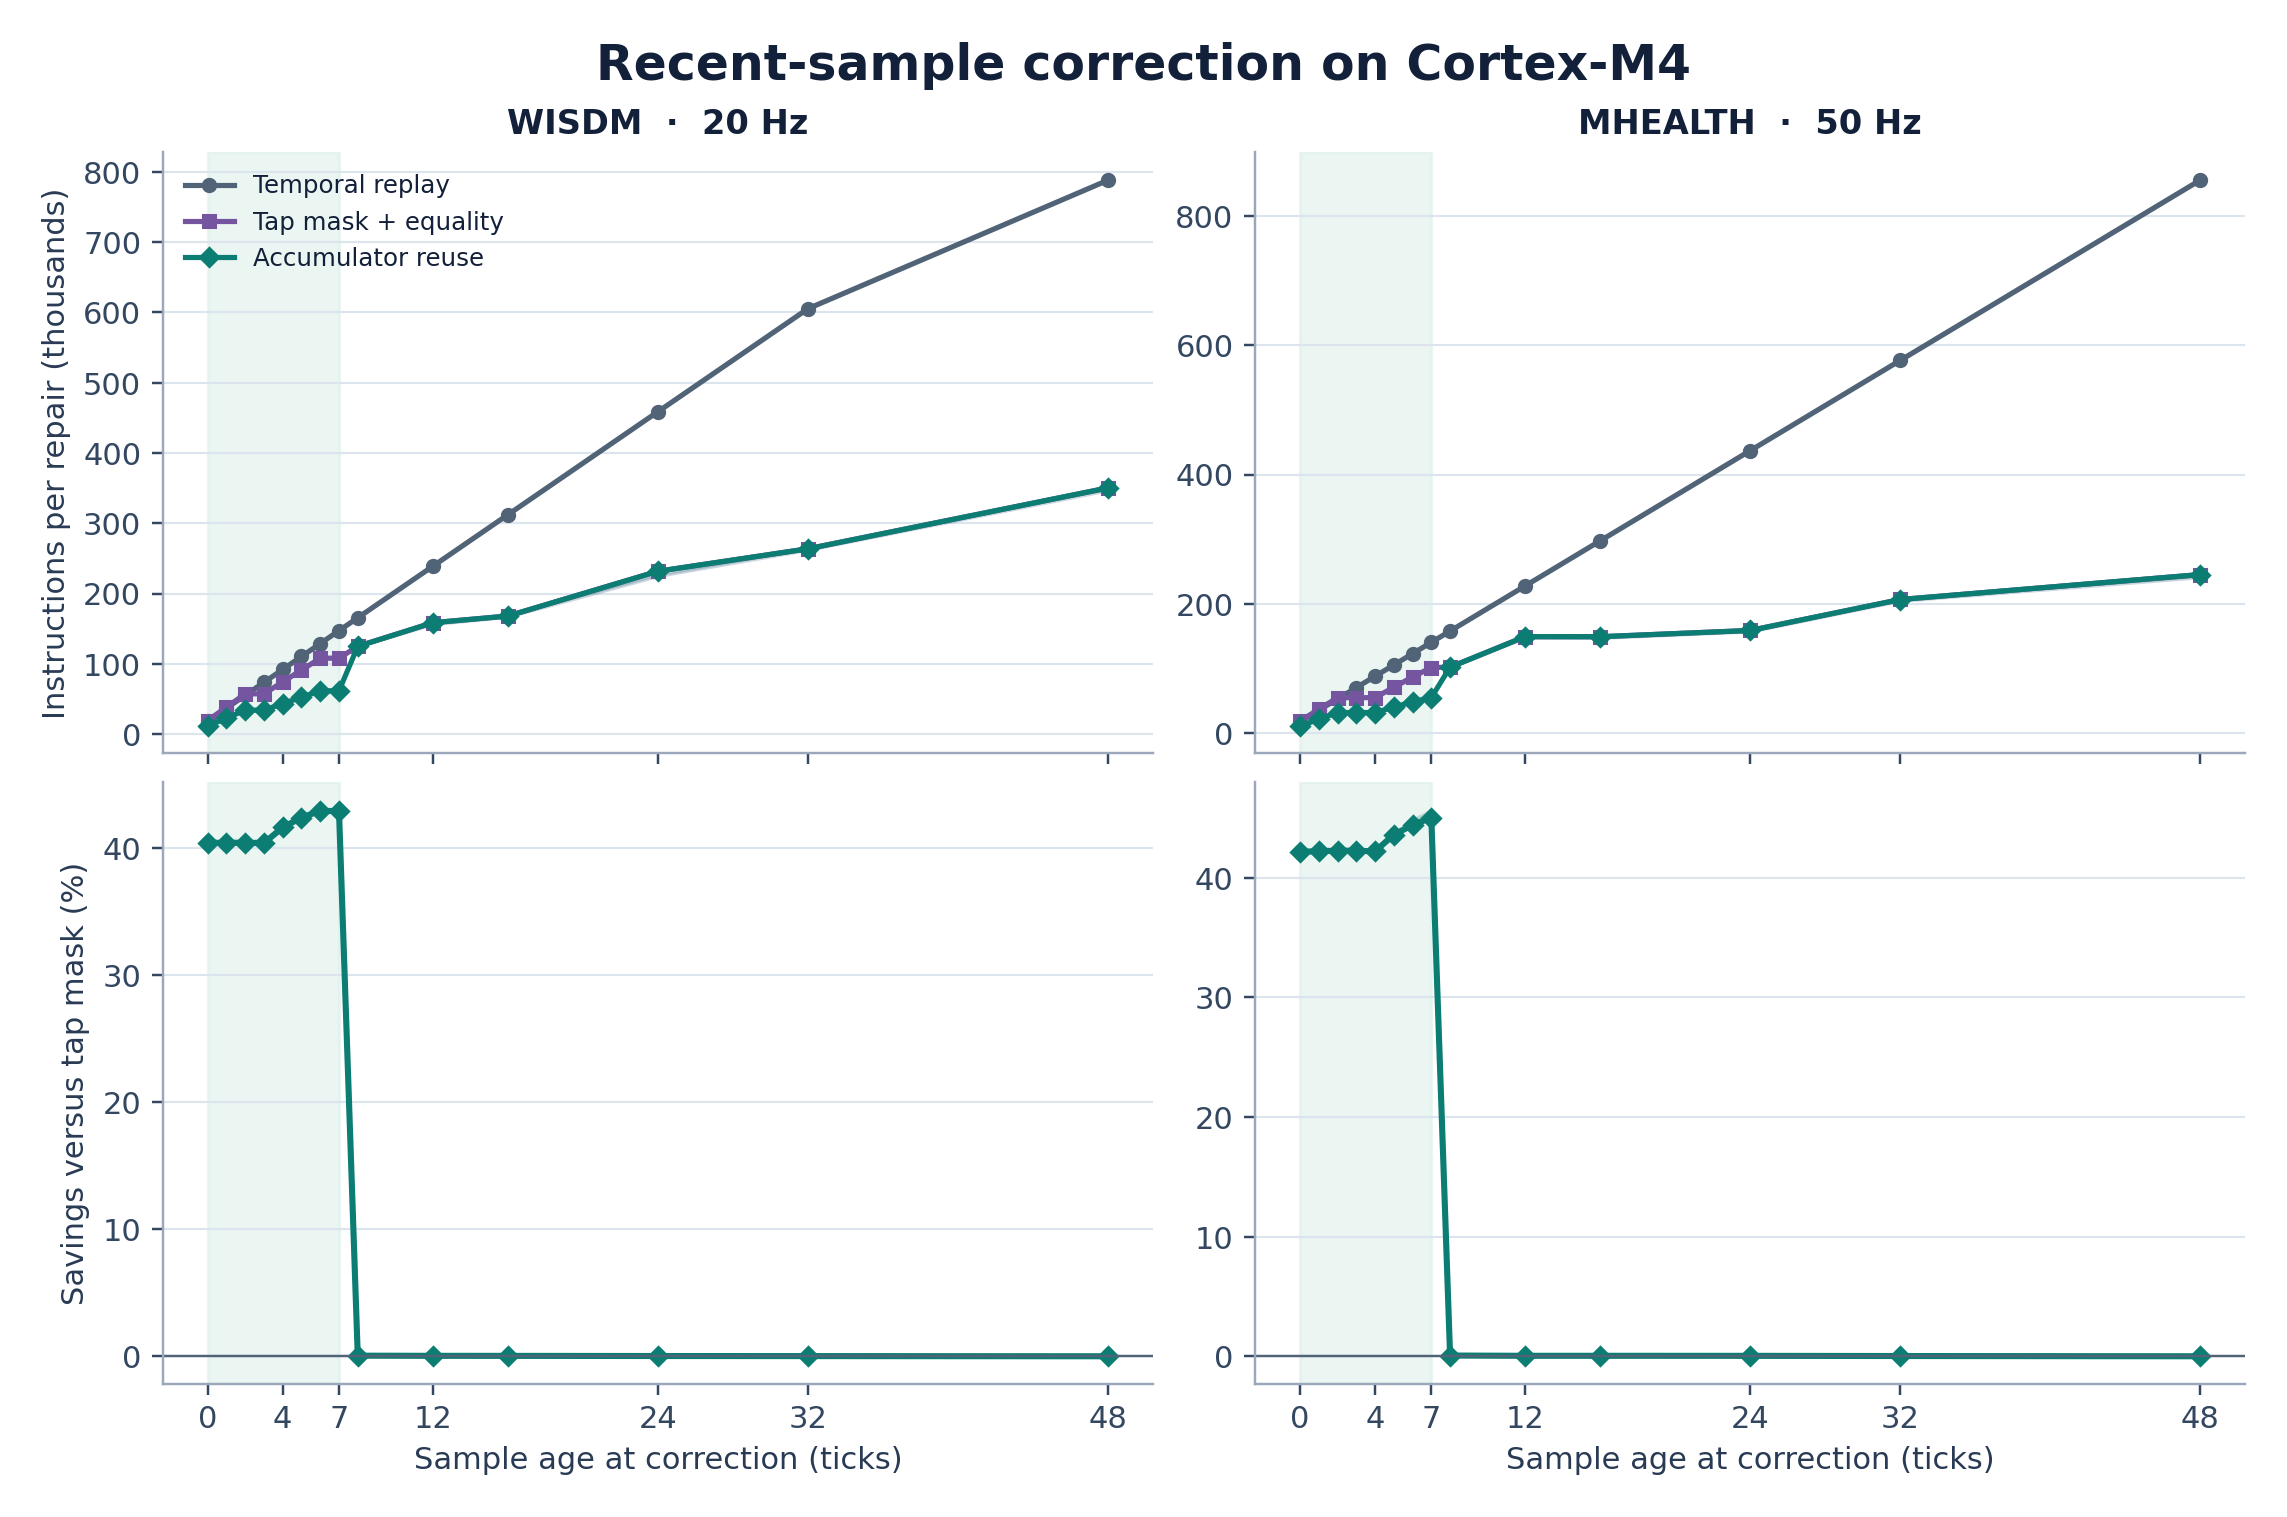 Recent-sample correction on Cortex-M4
WISDM · 20 Hz
MHEALTH · 50 Hz
Instructions per repair (thousands)
800
700
600
500
400
300
200
100
0
Temporal replay
Tap mask + equality
Accumulator reuse
800
600
400
200
0
Savings versus tap mask (%)
40
30
20
10
0
0 4 7 12 24 32 48
Sample age at correction (ticks)
40
30
20
10
0
0 4 7 12 24 32 48
Sample age at correction (ticks)